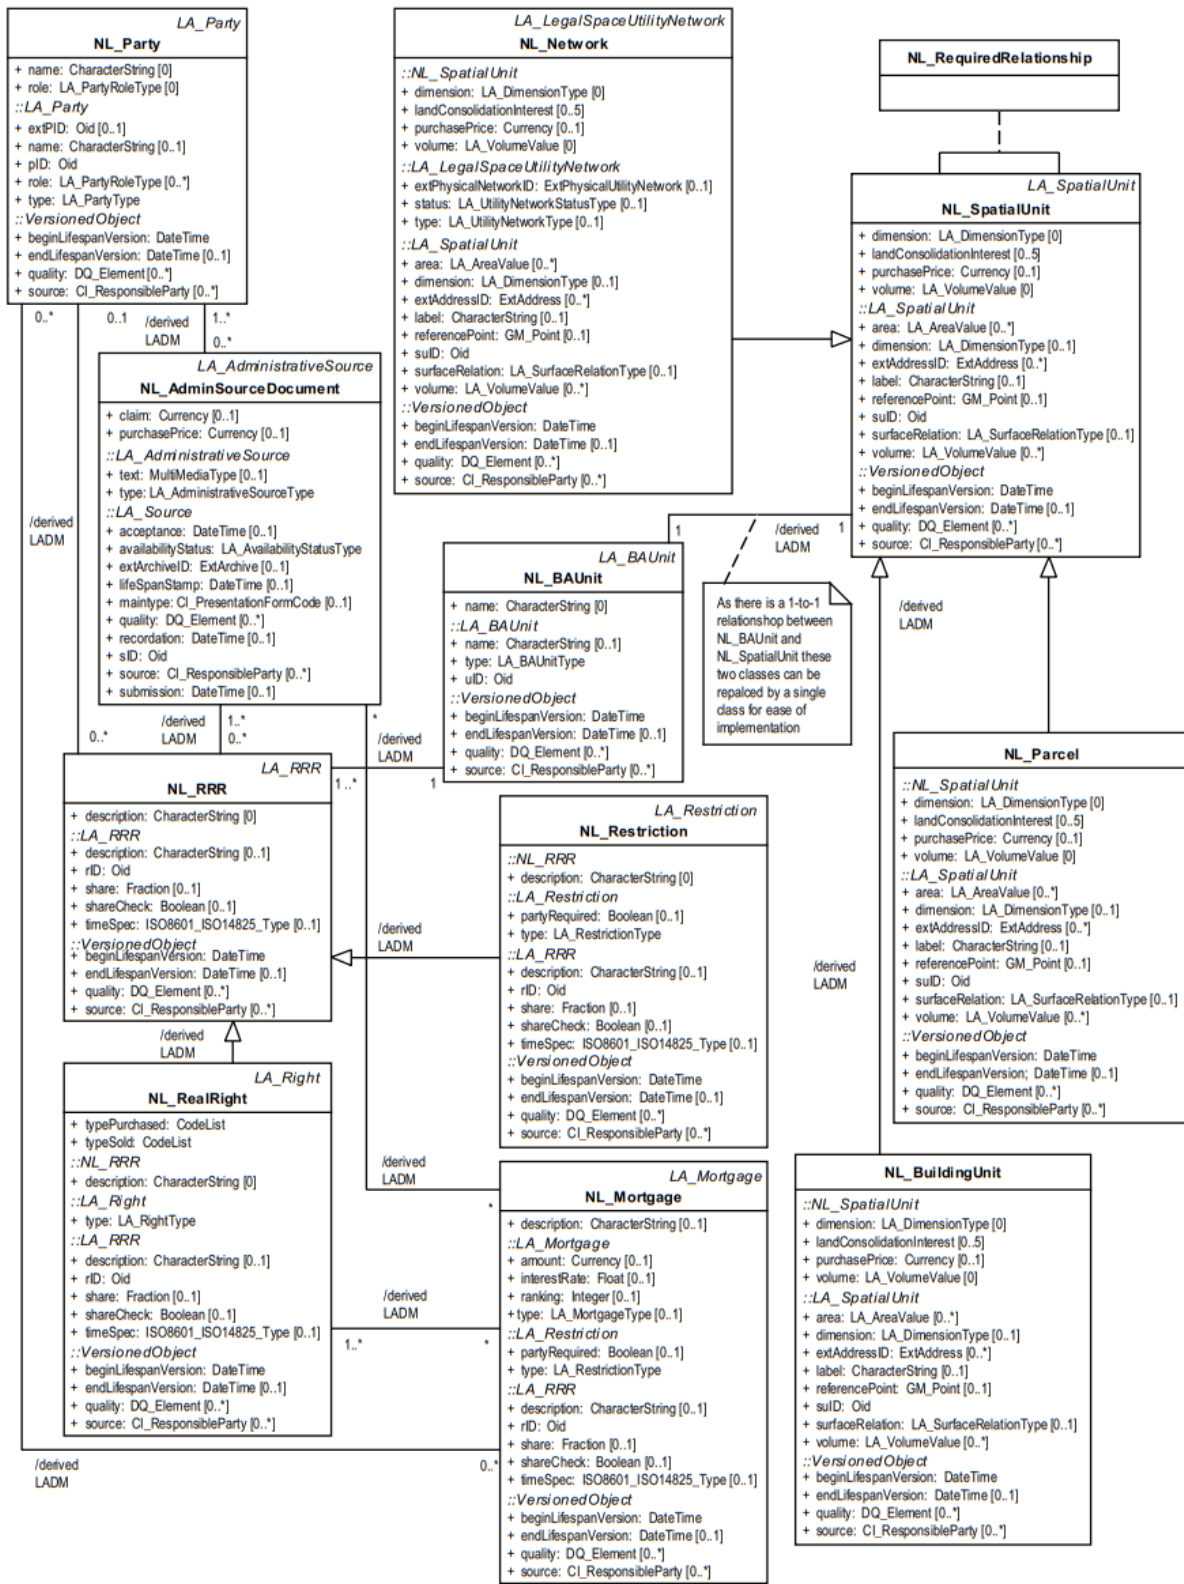 LA_Party
NL_Party
+ name: CharacterString [0]
+ role: LA_PartyRoleType [0]
::LA_Party
+ extPID: Oid [0..1]
+ name: CharacterString [0..1]
+ pID: Oid
+ role: LA_PartyRoleType [0..*]
+ type: LA_PartyType
::VersionedObject
+ beginLifespanVersion: DateTime
+ endLifespanVersion: DateTime [0..1]
+ quality: DQ_Element [0..*]
+ source: CI_ResponsibleParty [0..*]
0..*
0..1
/derived
LADM
1..*
0..*
LA_LegalSpaceUtilityNetwork
NL_Network
::NL_SpatialUnit
+ dimension: LA_DimensionType [0]
+ landConsolidationInterest [0..5]
+ purchasePrice: Currency [0..1]
+ volume: LA_VolumeValue [0]
::LA_LegalSpaceUtilityNetwork
+ extPhysicalNetworkID: ExtPhysicalUtilityNetwork [0..1]
+ status: LA_UtilityNetworkStatusType [0..1]
+ type: LA_UtilityNetworkType [0..1]
::LA_SpatialUnit
+ area: LA_AreaValue [0..*]
+ dimension: LA_DimensionType [0..1]
+ extAddressID: ExtAddress [0..*]
+ label: CharacterString [0..1]
+ referencePoint: GM_Point [0..1]
+ suID: Oid
+ surfaceRelation: LA_SurfaceRelationType [0..1]
+ volume: LA_VolumeValue [0..*]
::VersionedObject
+ beginLifespanVersion: DateTime
+ endLifespanVersion: DateTime [0..1]
+ quality: DQ_Element [0..*]
+ source: CI_ResponsibleParty [0..*]
NL_RequiredRelationship
LA_SpatialUnit
NL_SpatialUnit
+ dimension: LA_DimensionType [0]
+ landConsolidationInterest [0..5]
+ purchasePrice: Currency [0..1]
+ volume: LA_VolumeValue [0]
::LA_SpatialUnit
+ area: LA_AreaValue [0..*]
+ dimension: LA_DimensionType [0..1]
+ extAddressID: ExtAddress [0..*]
+ label: CharacterString [0..1]
+ referencePoint: GM_Point [0..1]
+ suID: Oid
+ surfaceRelation: LA_SurfaceRelationType [0..1]
+ volume: LA_VolumeValue [0..*]
::VersionedObject
+ beginLifespanVersion: DateTime
+ endLifespanVersion: DateTime [0..1]
+ quality: DQ_Element [0..*]
+ source: CI_ResponsibleParty [0..*]
LA_AdministrativeSource
NL_AdminSourceDocument
+ claim: Currency [0..1]
+ purchasePrice: Currency [0..1]
::LA_AdministrativeSource
+ text: MultiMediaType [0..1]
+ type: LA_AdministrativeSourceType
::LA_Source
+ acceptance: DateTime [0..1]
+ availabilityStatus: LA_AvailabilityStatusType
+ extArchiveID: ExtArchive [0..1]
+ lifeSpanStamp: DateTime [0..1]
+ maintype: CI_PresentationFormCode [0..1]
+ quality: DQ_Element [0..*]
+ recordation: DateTime [0..1]
+ sID: Oid
+ source: CI_ResponsibleParty [0..*]
+ submission: DateTime [0..1]
/derived
LADM
/derived
LADM
1..*
0..*
0..*
*
/derived
LADM
1..*
1
1
/derived
LADM
1
LA_BAUnit
NL_BAUnit
+ name: CharacterString [0]
::LA_BAUnit
+ name: CharacterString [0..1]
+ type: LA_BAUnitType
+ uID: Oid
::VersionedObject
+ beginLifespanVersion: DateTime
+ endLifespanVersion: DateTime [0..1]
+ quality: DQ_Element [0..*]
+ source: CI_ResponsibleParty [0..*]
As there is a 1-to-1
relationshop between
NL_BAUnit and
NL_SpatialUnit these
two classes can be
repalced by a single
class for ease of
implementation
/derived
LADM
NL_Parcel
::NL_SpatialUnit
+ dimension: LA_DimensionType [0]
+ landConsolidationInterest [0..5]
+ purchasePrice: Currency [0..1]
+ volume: LA_VolumeValue [0]
::LA_SpatialUnit
+ area: LA_AreaValue [0..*]
+ dimension: LA_DimensionType [0..1]
+ extAddressID: ExtAddress [0..*]
+ label: CharacterString [0..1]
+ referencePoint: GM_Point [0..1]
+ suID: Oid
+ surfaceRelation: LA_SurfaceRelationType [0..1]
+ volume: LA_VolumeValue [0..*]
::VersionedObject
+ beginLifespanVersion: DateTime
+ endLifespanVersion; DateTime [0..1]
+ quality: DQ_Element [0..*]
+ source: CI_ResponsibleParty [0..*]
LA_RRR
NL_RRR
+ description: CharacterString [0]
::LA_RRR
+ description: CharacterString [0..1]
+ rID: Oid
+ share: Fraction [0..1]
+ shareCheck: Boolean [0..1]
+ timeSpec: ISO8601_ISO14825_Type [0..1]
::VersionedObject
+ beginLifespanVersion: DateTime
+ endLifespanVersion: DateTime [0..1]
+ quality: DQ_Element [0..*]
+ source: CI_ResponsibleParty [0..*]
/derived
LADM
/derived
LADM
LA_Restriction
NL_Restriction
::NL_RRR
+ description: CharacterString [0]
::LA_Restriction
+ partyRequired: Boolean [0..1]
+ type: LA_RestrictionType
::LA_RRR
+ description: CharacterString [0..1]
+ rID: Oid
+ share: Fraction [0..1]
+ shareCheck: Boolean [0..1]
+ timeSpec: ISO8601_ISO14825_Type [0..1]
::VersionedObject
+ beginLifespanVersion: DateTime
+ endLifespanVersion: DateTime [0..1]
+ quality: DQ_Element [0..*]
+ source: CI_ResponsibleParty [0..*]
/derived
LADM
LA_Right
NL_RealRight
+ typePurchased: CodeList
+ typeSold: CodeList
::NL_RRR
+ description: CharacterString [0]
::LA_Right
+ type: LA_RightType
::LA_RRR
+ description: CharacterString [0..1]
+ rID: Oid
+ share: Fraction [0..1]
+ shareCheck: Boolean [0..1]
+ timeSpec: ISO8601_ISO14825_Type [0..1]
::VersionedObject
+ beginLifespanVersion: DateTime
+ endLifespanVersion: DateTime [0..1]
+ quality: DQ_Element [0..*]
+ source: CI_ResponsibleParty [0..*]
/derived
LADM
*
/derived
LADM
1..*
*
/derived
LADM
0..*
LA_Mortgage
NL_Mortgage
+ description: CharacterString [0..1]
::LA_Mortgage
+ amount: Currency [0..1]
+ interestRate: Float [0..1]
+ ranking: Integer [0..1]
+type: LA_MortgageType [0..1]
::LA_Restriction
+ partyRequired: Boolean [0..1]
+ type: LA_RestrictionType
::LA_RRR
+ description: CharacterString [0..1]
+ rID: Oid
+ share: Fraction [0..1]
+ shareCheck: Boolean [0..1]
+ timeSpec: ISO8601_ISO14825_Type [0..1]
::VersionedObject
+ beginLifespanVersion: DateTime
+ endLifespanVersion: DateTime [0..1]
+ quality: DQ_Element [0..*]
+ source: CI_ResponsibleParty [0..*]
NL_BuildingUnit
::NL_SpatialUnit
+ dimension: LA_DimensionType [0]
+ landConsolidationInterest [0..5]
+ purchasePrice: Currency [0..1]
+ volume: LA_VolumeValue [0]
::LA_SpatialUnit
+ area: LA_AreaValue [0..*]
+ dimension: LA_DimensionType [0..1]
+ extAddressID: ExtAddress [0..*]
+ label: CharacterString [0..1]
+ referencePoint: GM_Point [0..1]
+ suID: Oid
+ surfaceRelation: LA_SurfaceRelationType [0..1]
+ volume: LA_VolumeValue [0..*]
::VersionedObject
+ beginLifespanVersion: DateTime
+ endLifespanVersion: DateTime [0..1]
+ quality: DQ_Element [0..*]
+ source: CI_ResponsibleParty [0..*]